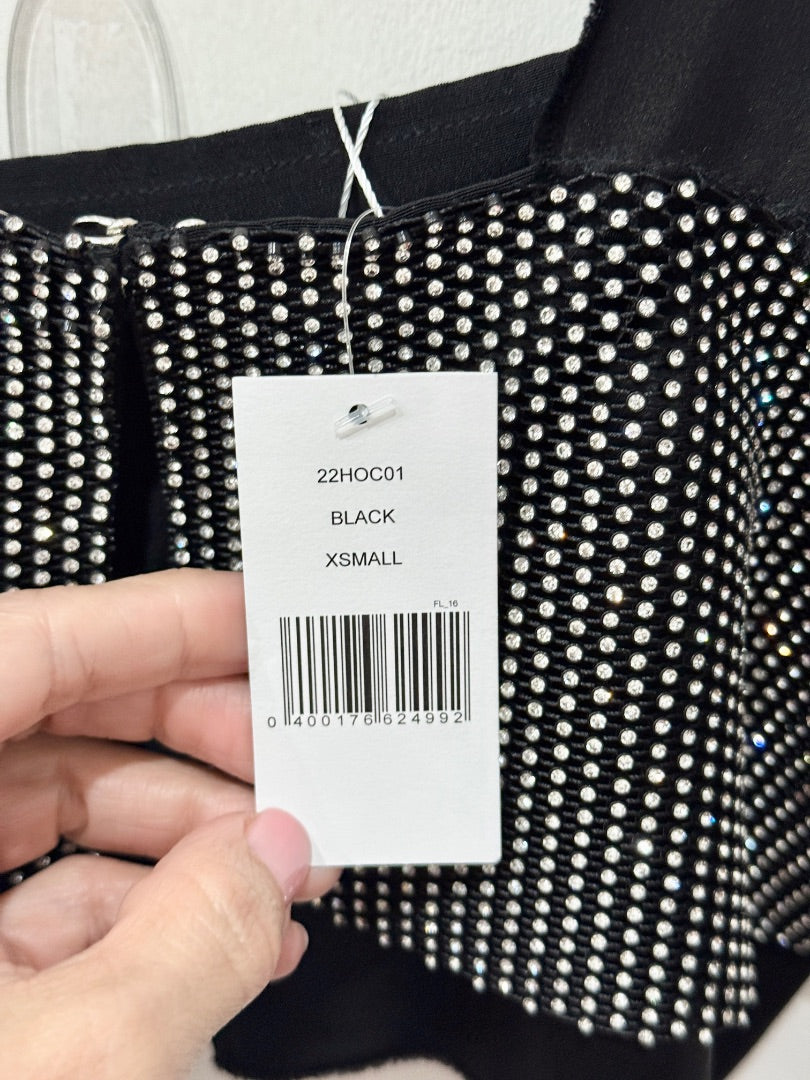 22HOC01
BLACK
XSMALL
FL_16
0 400176 624992